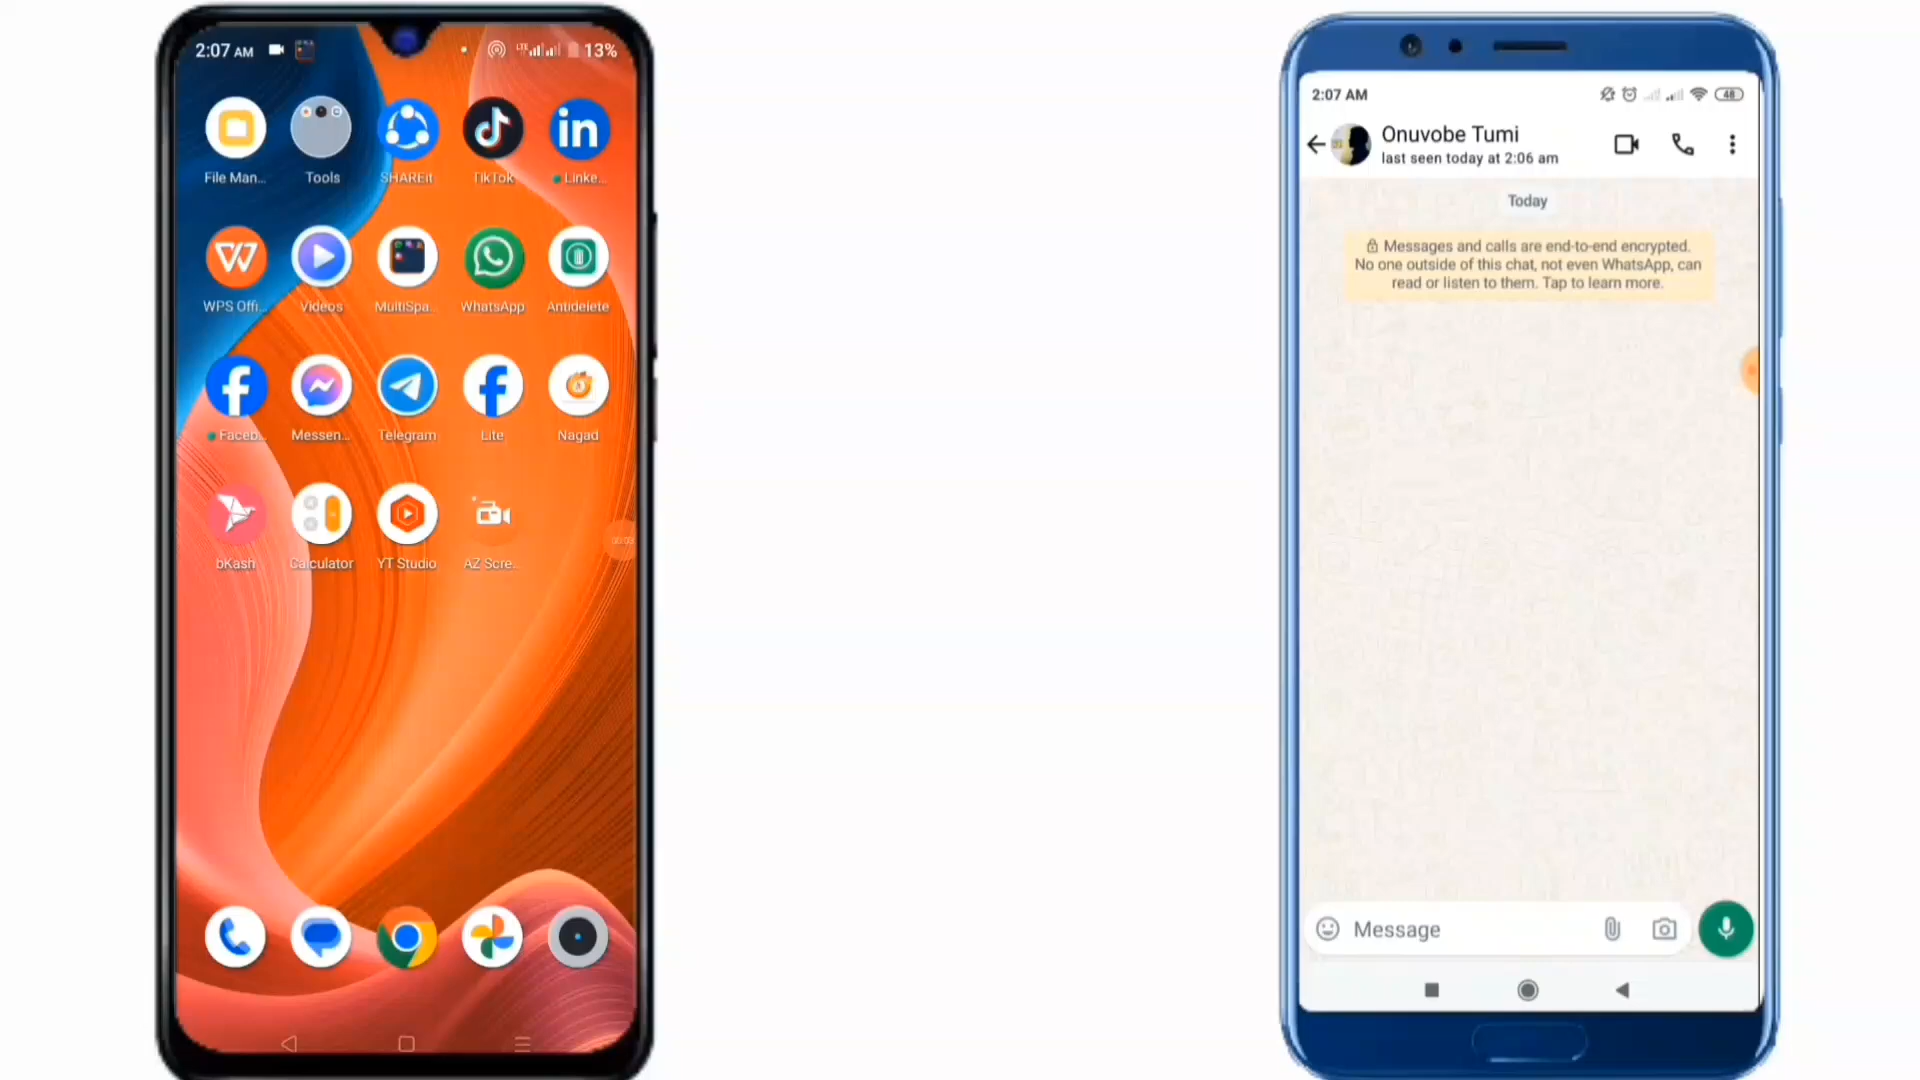 2:07 AM
LTE
13%
File Man...
Tools
SHAREit
TikTok
Linke...
WPS Offi...
Videos
MultiSpa...
WhatsApp
Antidelete
Faceb...
Messen...
Telegram
Lite
Nagad
bKash
Calculator
YT Studio
AZ Scre...
2:07 AM
48
Onuvobe Tumi
last seen today at 2:06 am
Today
Messages and calls are end-to-end encrypted.
No one outside of this chat, not even WhatsApp, can
read or listen to them. Tap to learn more.
Message